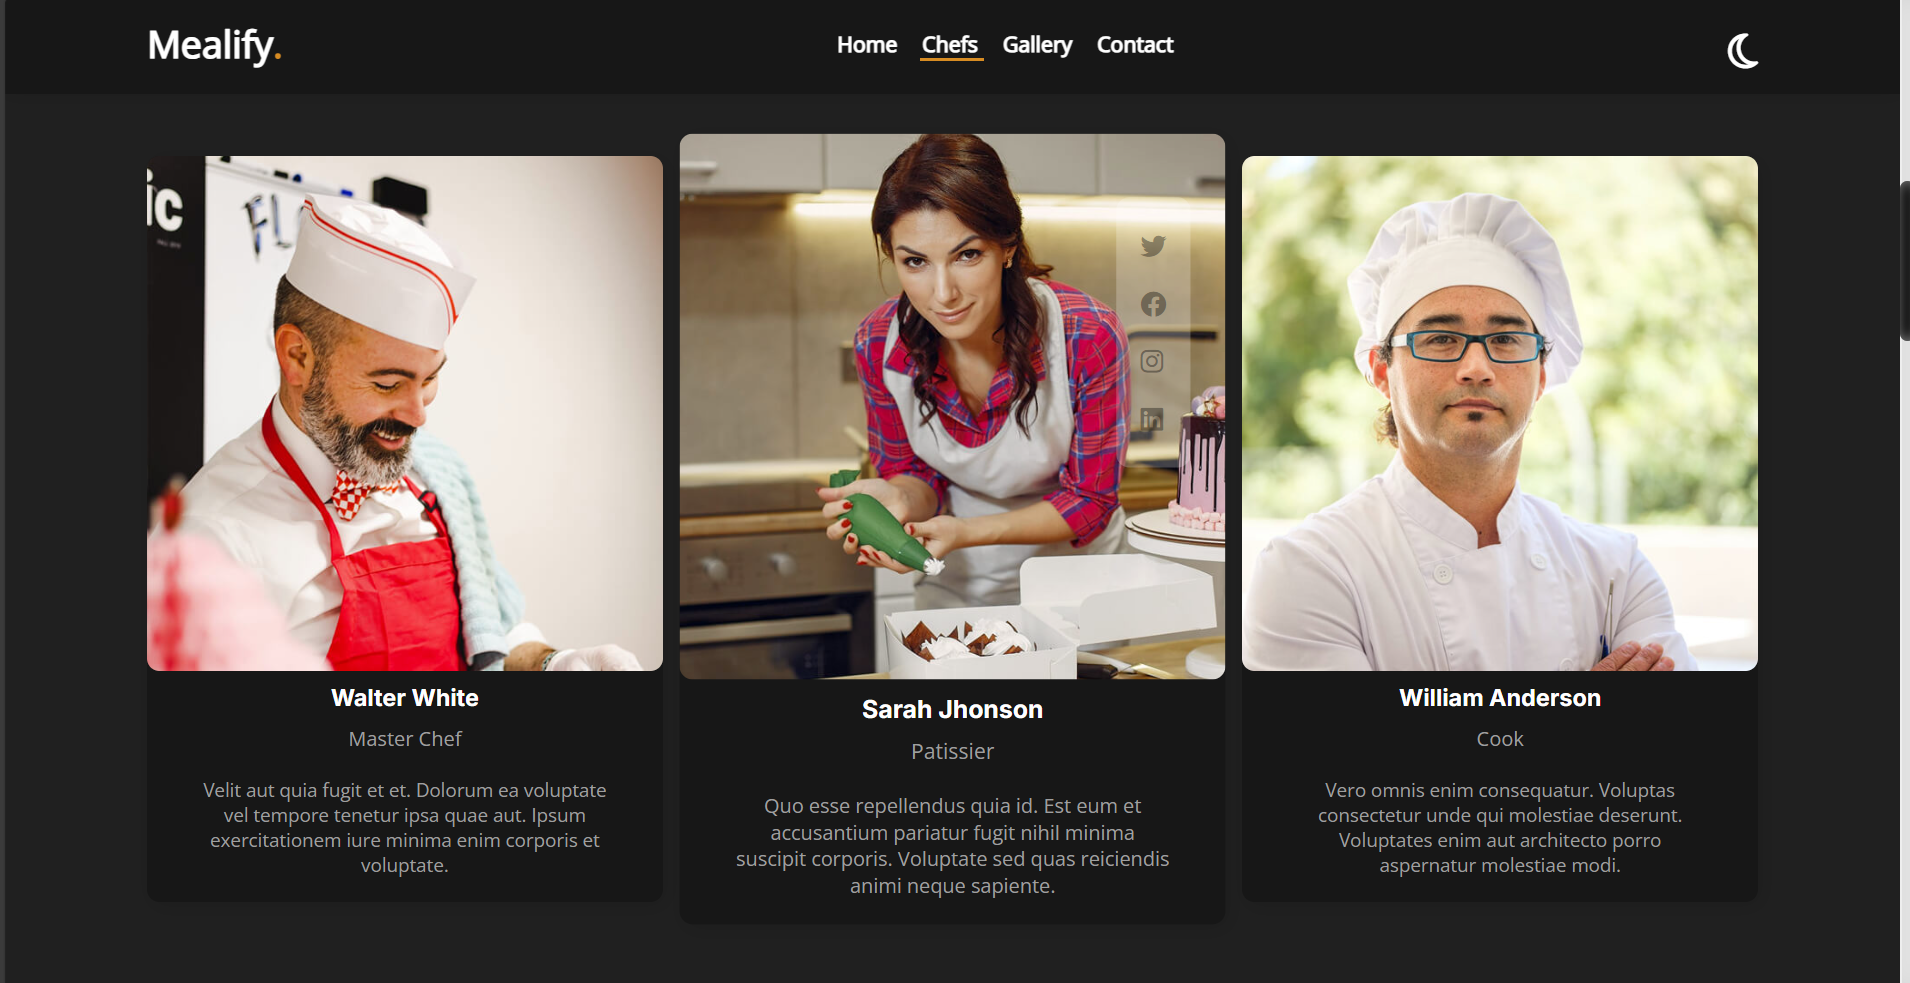 Mealify.
Home Chefs Gallery Contact
ic
FL
Walter White
Master Chef
Velit aut quia fugit et et. Dolorum ea voluptate
vel tempore tenetur ipsa quae aut. Ipsum
exercitationem iure minima enim corporis et
voluptate.
in
Sarah Jhonson
Patissier
Quo esse repellendus quia id. Est eum et
accusantium pariatur fugit nihil minima
suscipit corporis. Voluptate sed quas reiciendis
animi neque sapiente.
William Anderson
Cook
Vero omnis enim consequatur. Voluptas
consectetur unde qui molestiae deserunt.
Voluptates enim aut architecto porro
aspernatur molestiae modi.